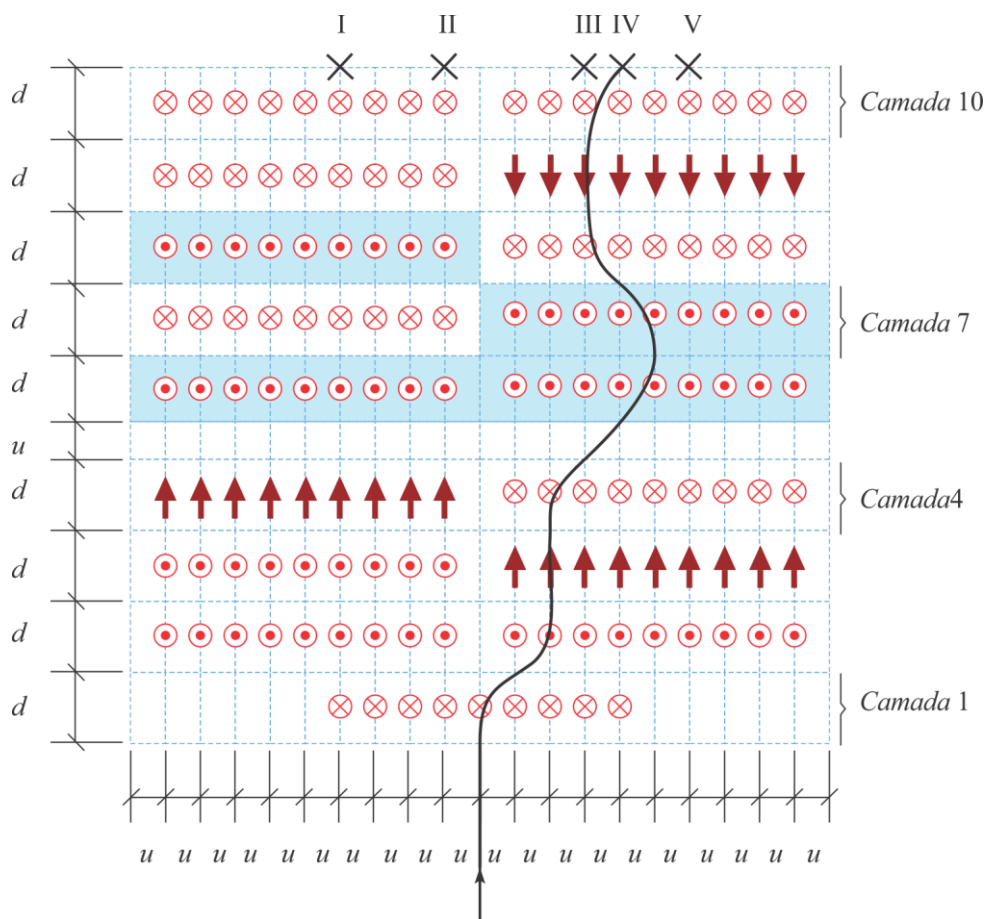 I II III IV V
d Camada 10
d
d
d Camada 7
d
u
d Camada4
d
d
d Camada 1
u u u u u u u u u u u u u u u u u u u u